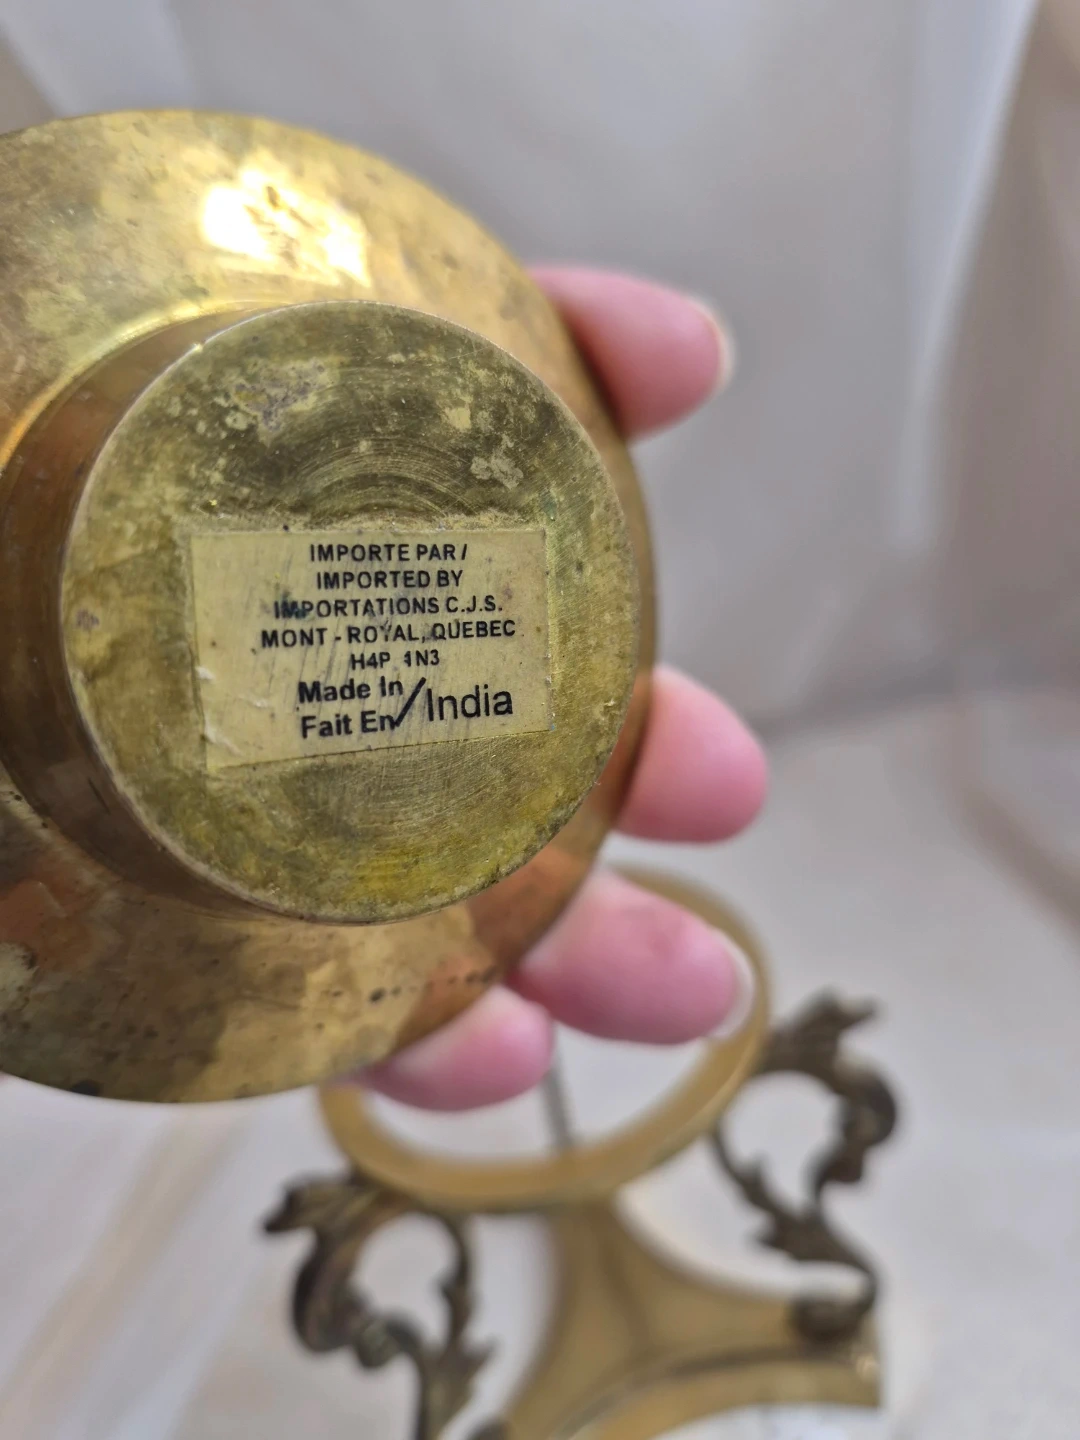 IMPORTE PAR /
IMPORTED BY
IMPORTATIONS C.J.S.
MONT - ROYAL, QUEBEC
H4P 1N3
Made In
Fait En / India